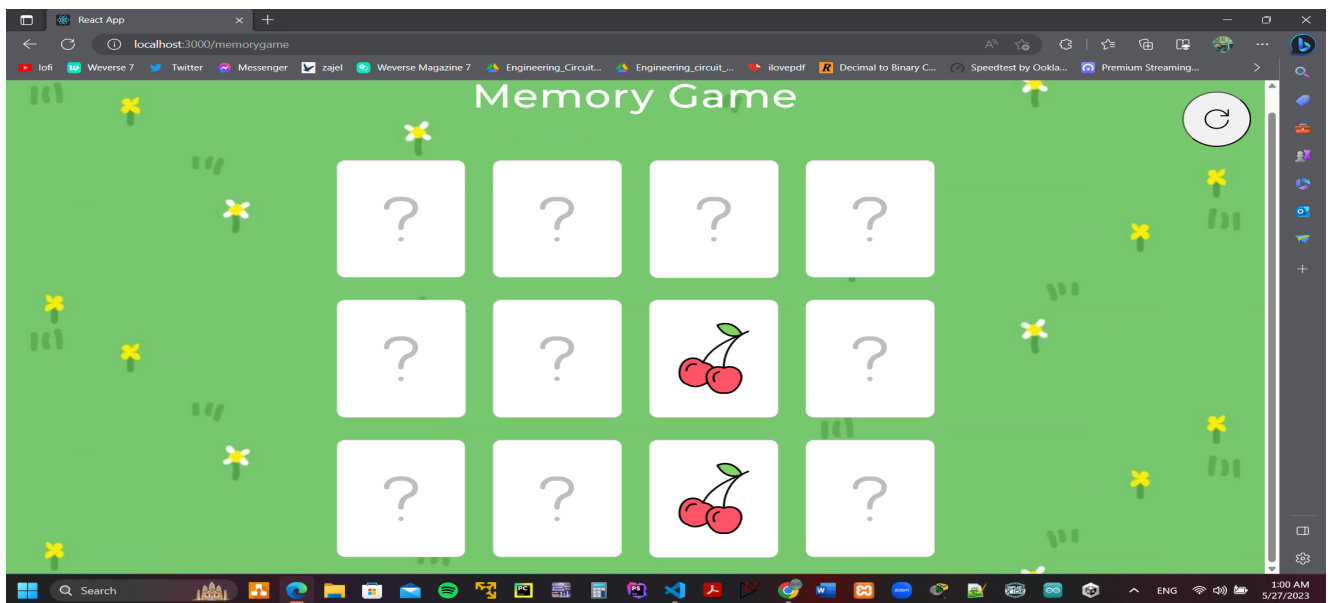 React App
localhost:3000/memorygame
lofi Weverse 7 Twitter Messenger zajel Weverse Magazine 7 Engineering_Circuit... Engineering_circuit_... ilovepdf Decimal to Binary C... Speedtest by Ookla... Premium Streaming...
Memory Game
? ? ? ?
? ? ?
? ? ?
Search ENG 1:00 AM
5/27/2023